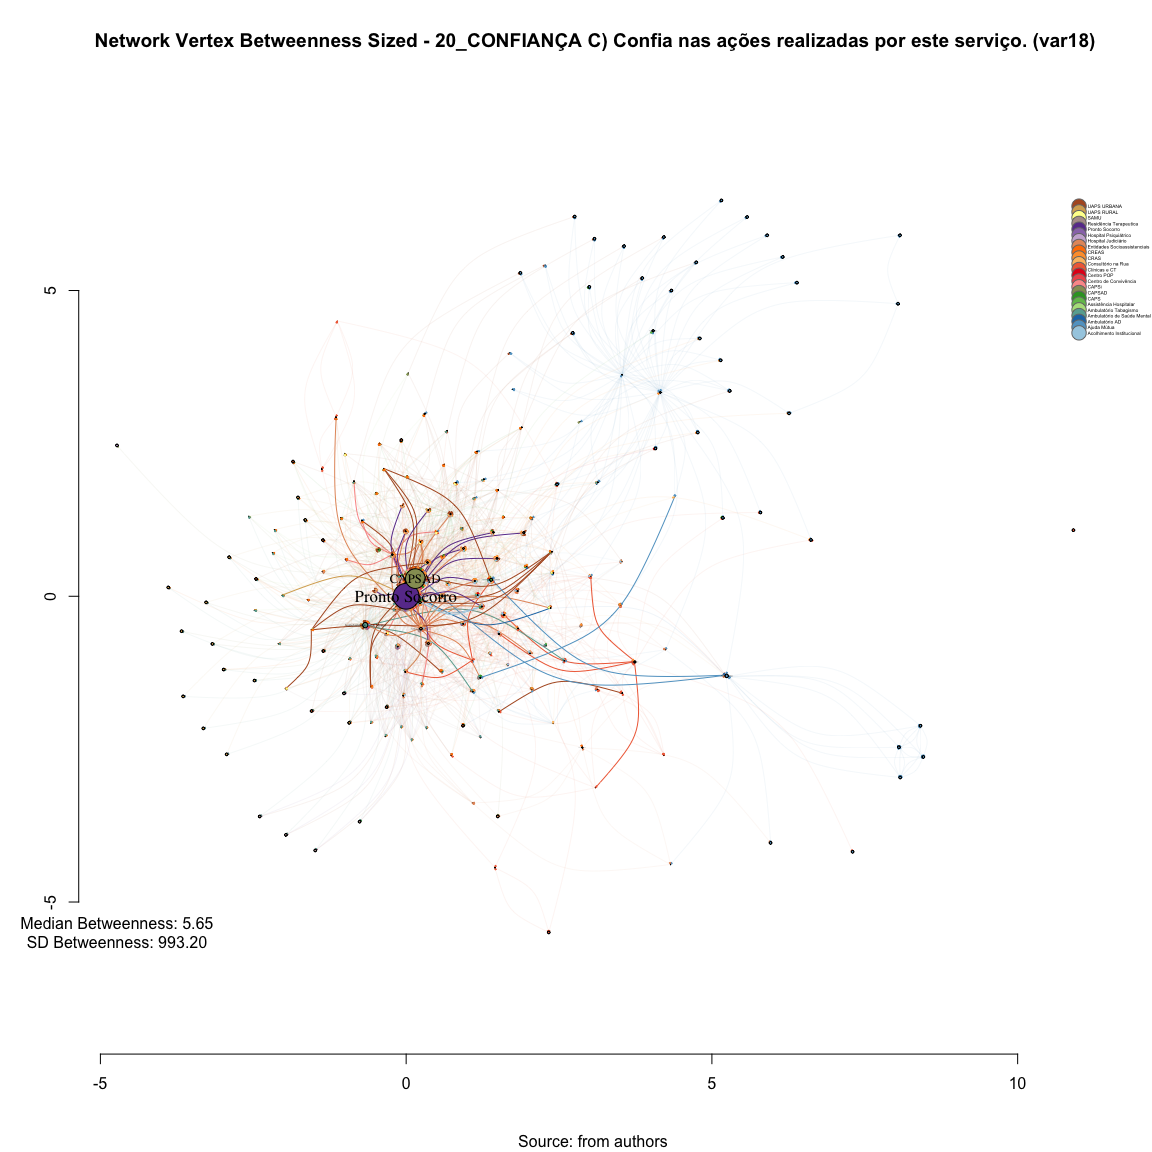 Network Vertex Betweenness Sized - 20_CONFIANÇA C) Confia nas ações realizadas por este serviço. (var18)
UAPS URBANA
UAPS RURAL
SAMU
Residência Terapeutica
Pronto Socorro
Hospital Psiquiátrico
Hospital Judiciário
Entidades Socioassistenciais
CREAS
CRAS
Consultório na Rua
Clínicas e CT
Centro POP
Centro de Convivência
CAPSi
CAPSAD
CAPS
Assistência Hospitalar
Ambulatório Tabagismo
Ambulatório de Saúde Mental
Ambulatório AD
Ajuda Mútua
Acolhimento Institucional
5
0
-5
CAPSAD
Pronto Socorro
Median Betweenness: 5.65
SD Betweenness: 993.20
-5
0
5
10
Source: from authors